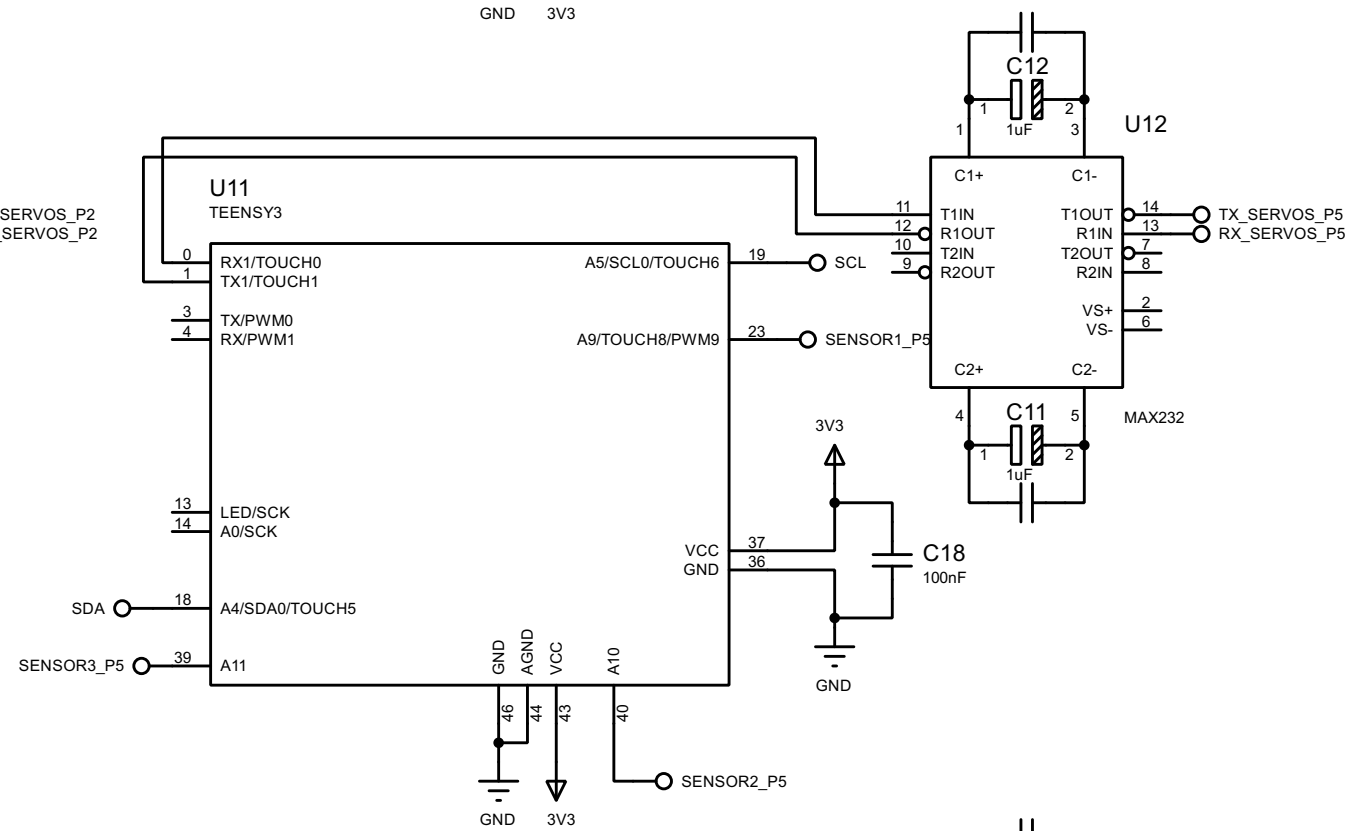 GND 3V3
C12
1 2
1uF
1 3
U12
C1+ C1-
U11
TEENSY3
SERVOS_P2
_SERVOS_P2
11 T1IN T1OUT 14 TX_SERVOS_P5
12 R1OUT R1IN 13 RX_SERVOS_P5
10 T2IN T2OUT 7
9 R2OUT R2IN 8
VS+ 2
VS- 6
C2+ C2-
0 RX1/TOUCH0 A5/SCL0/TOUCH6 19 SCL
1 TX1/TOUCH1
3 TX/PWM0
4 RX/PWM1 A9/TOUCH8/PWM9 23 SENSOR1_P5
4 C11 5
MAX232
1 2
1uF
3V3
13 LED/SCK
14 A0/SCK
VCC 37
GND 36
C18
100nF
SDA 18 A4/SDA0/TOUCH5
SENSOR3_P5 39 A11
GND AGND VCC A10
46 44 43 40
GND
SENSOR2_P5
GND 3V3